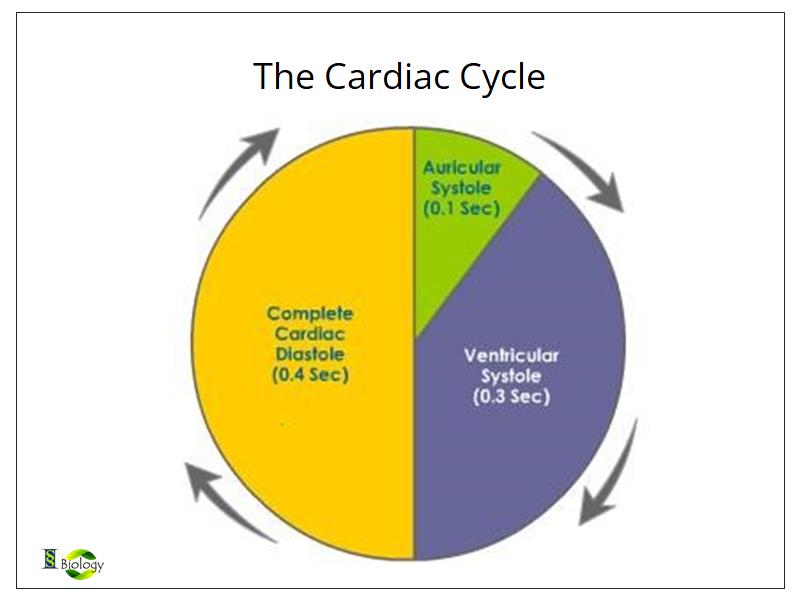 The Cardiac Cycle
Auricular
Systole
(0.1 Sec)
Complete
Cardiac
Diastole
(0.4 Sec)
Ventricular
Systole
(0.3 Sec)
Biology